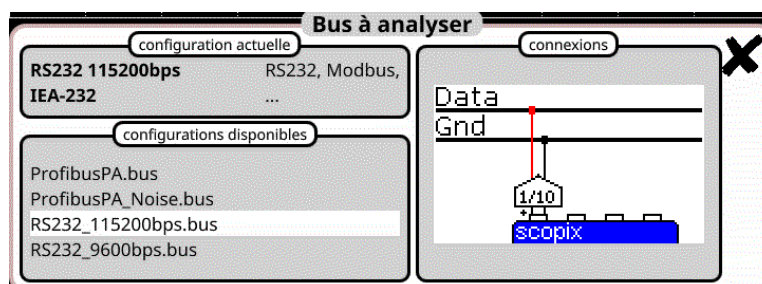 Bus à analyser
configuration actuelle
RS232 115200bps RS232, Modbus,
IEA-232 ...
configurations disponibles
ProfibusPA.bus
ProfibusPA_Noise.bus
RS232_115200bps.bus
RS232_9600bps.bus
connexions
Data
Gnd
1/10
scopix